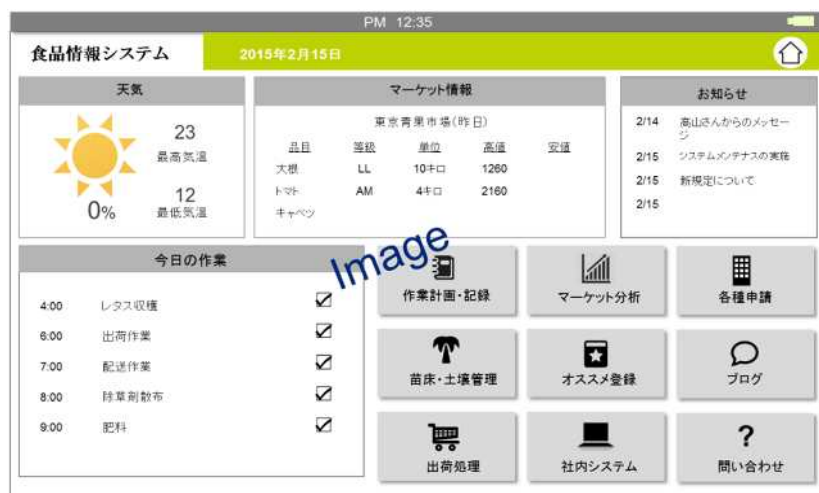 PM 12:35
食品情報システム
2015年2月15日
天気
23
最高気温
12
最低気温
0%
マーケット情報
東京青果市場(昨日)
品目 等級 単位 高値 安値
大根 LL 10キロ 1260
トマト AM 4キロ 2160
キャベツ
お知らせ
2/14 高山さんからのメッセー
ジ
2/15 システムメンテナスの実施
2/15 新規定について
2/15
今日の作業
4:00 レタス収穫
6:00 出荷作業
7:00 配送作業
8:00 除草剤散布
9:00 肥料
Image
作業計画・記録
マーケット分析
各種申請
苗床・土壌管理
オススメ登録
ブログ
出荷処理
社内システム
?
問い合わせ